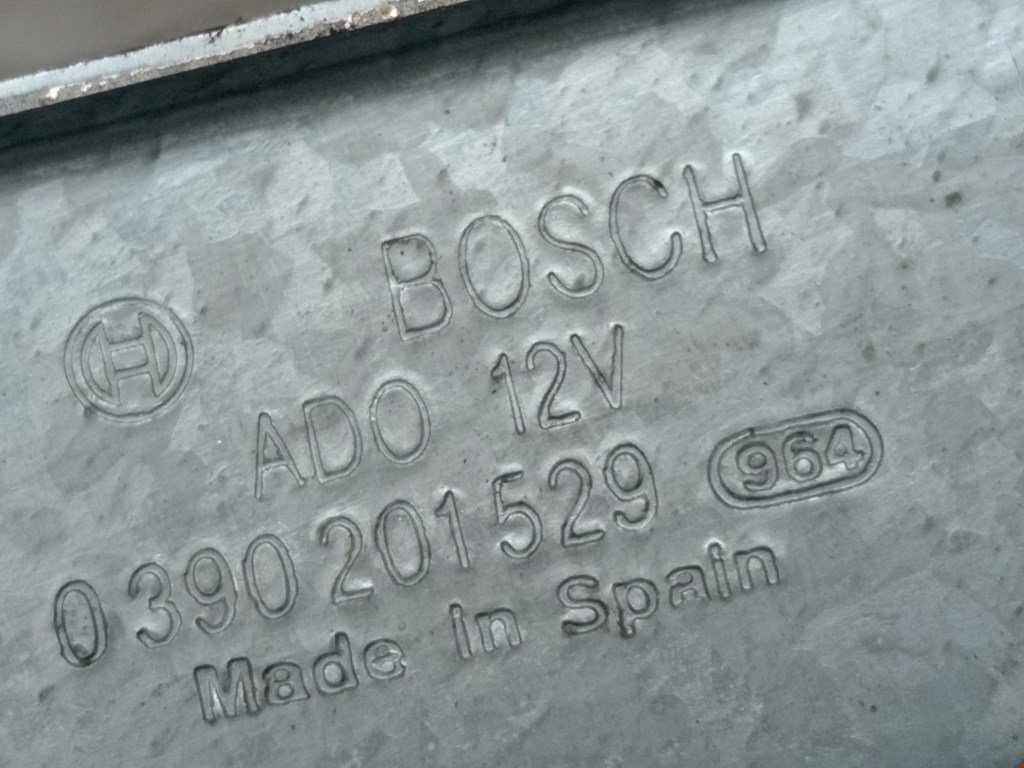 BOSCH
ADO 12V
0 390 201 529 964
Made in Spain